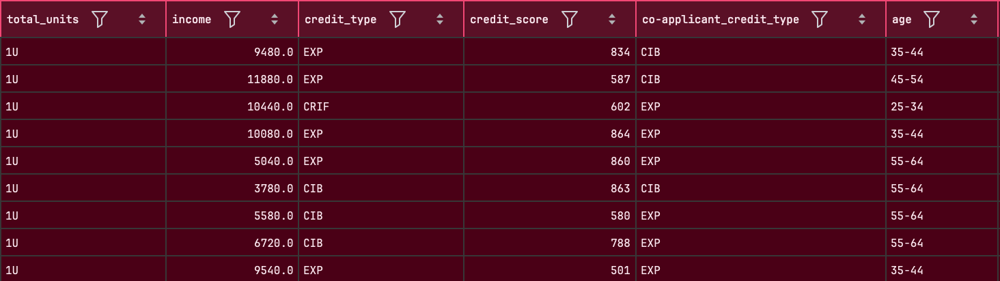 total_units income credit_type credit_score co-applicant_credit_type age
1U 9480.0 EXP 834 CIB 35-44
1U 11880.0 EXP 587 CIB 45-54
1U 10440.0 CRIF 602 EXP 25-34
1U 10080.0 EXP 864 EXP 35-44
1U 5040.0 EXP 860 EXP 55-64
1U 3780.0 CIB 863 CIB 55-64
1U 5580.0 CIB 580 EXP 55-64
1U 6720.0 CIB 788 EXP 55-64
1U 9540.0 EXP 501 EXP 35-44